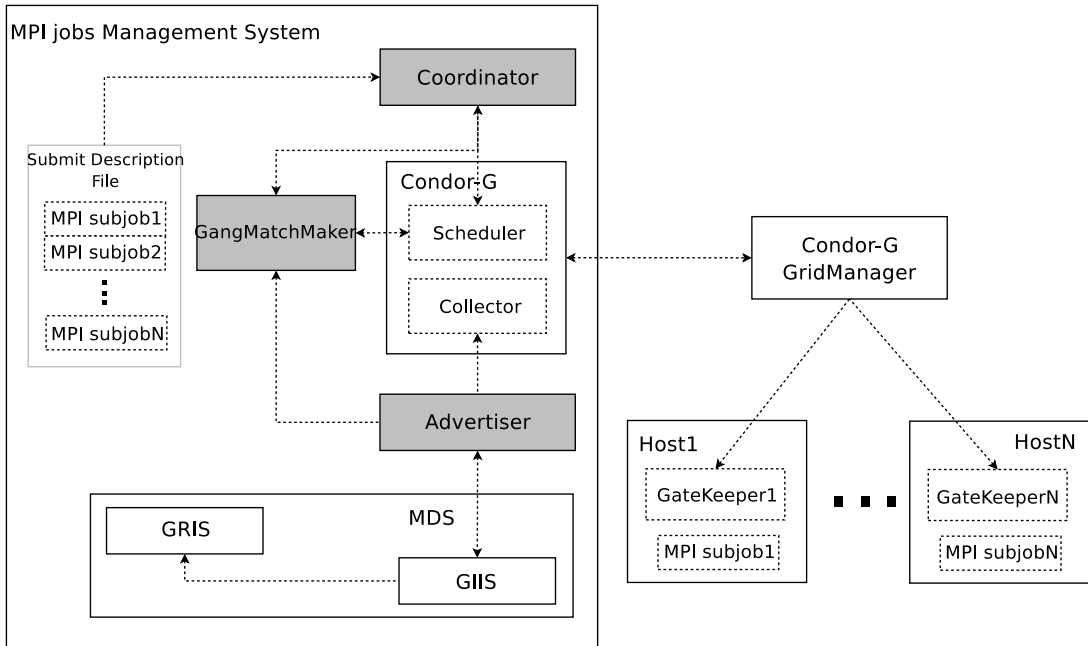 MPI jobs Management System
Coordinator
Submit Description
File
MPI subjob1
MPI subjob2
MPI subjobN
GangMatchMaker
Condor-G
Scheduler
Collector
Advertiser
MDS
GRIS
GIIS
Condor-G
GridManager
Host1
GateKeeper1
MPI subjob1
HostN
GateKeeperN
MPI subjobN